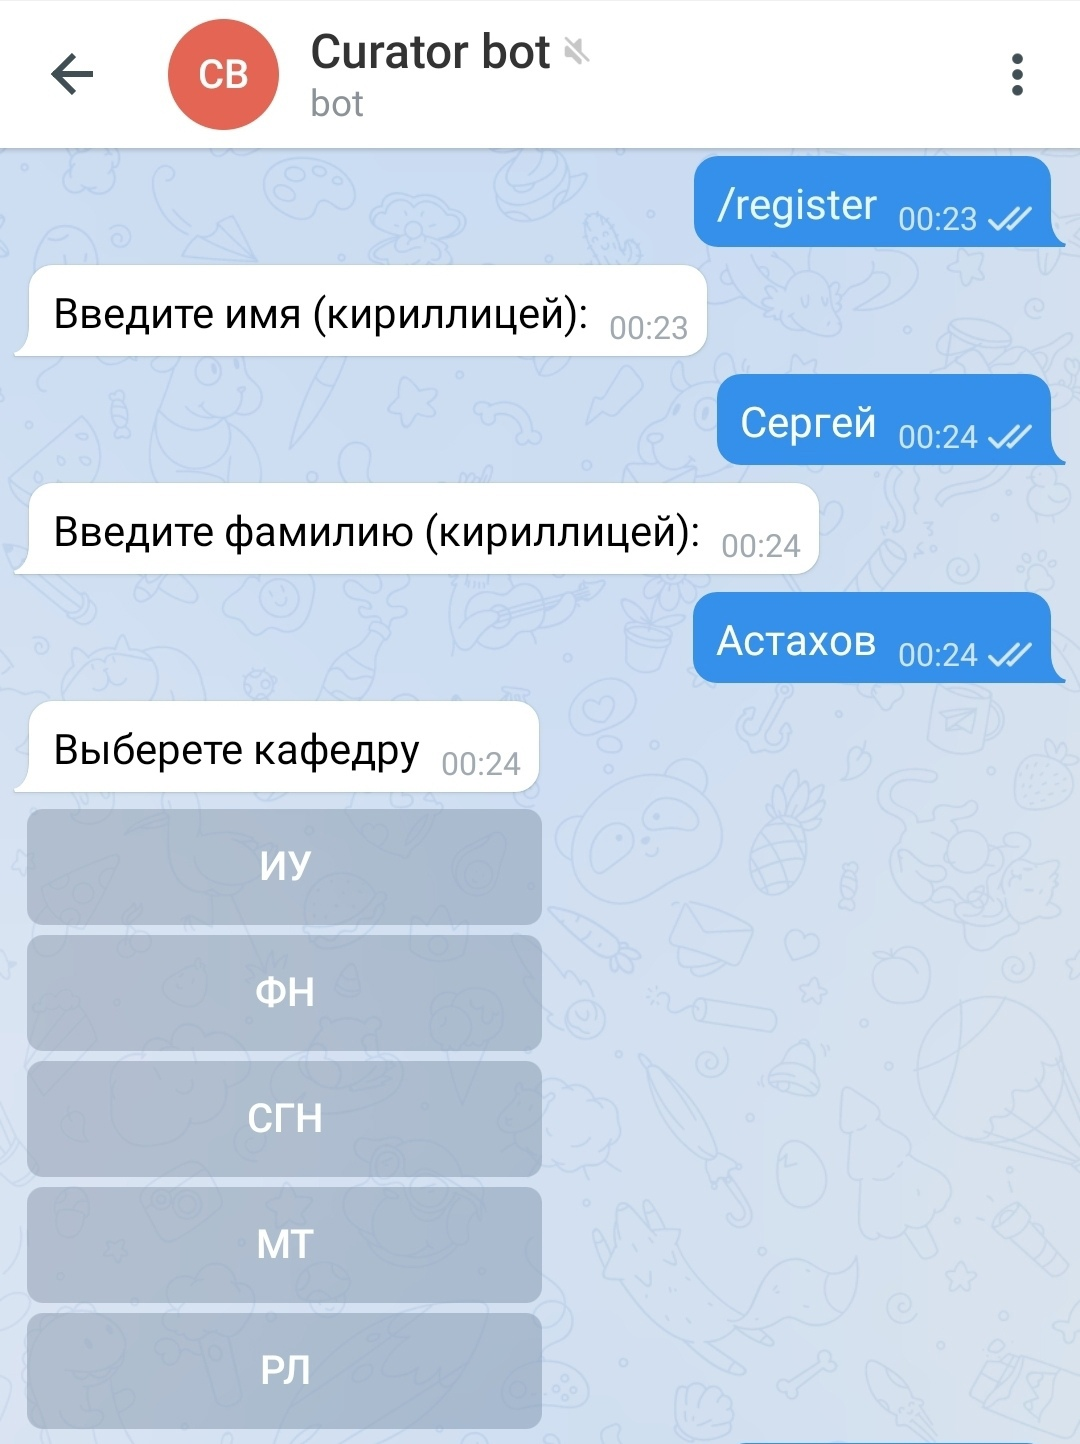 СВ
Curator bot
bot
/register 00:23
Введите имя (кириллицей): 00:23
Сергей 00:24
Введите фамилию (кириллицей): 00:24
Астахов 00:24
Выберете кафедру 00:24
ИУ
ФН
СГН
МТ
РЛ